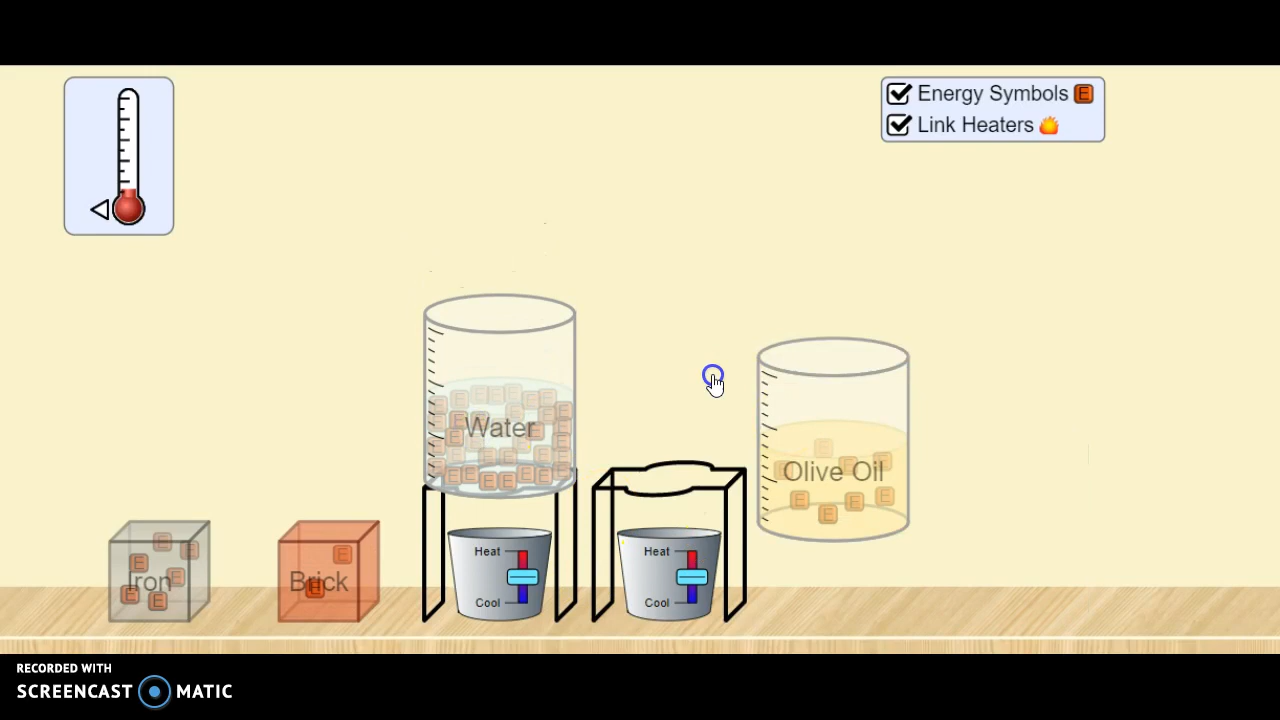 Energy Symbols E
Link Heaters
Water
Olive Oil
Iron
Brick
Heat
Cool
Heat
Cool
RECORDED WITH
SCREENCAST MATIC